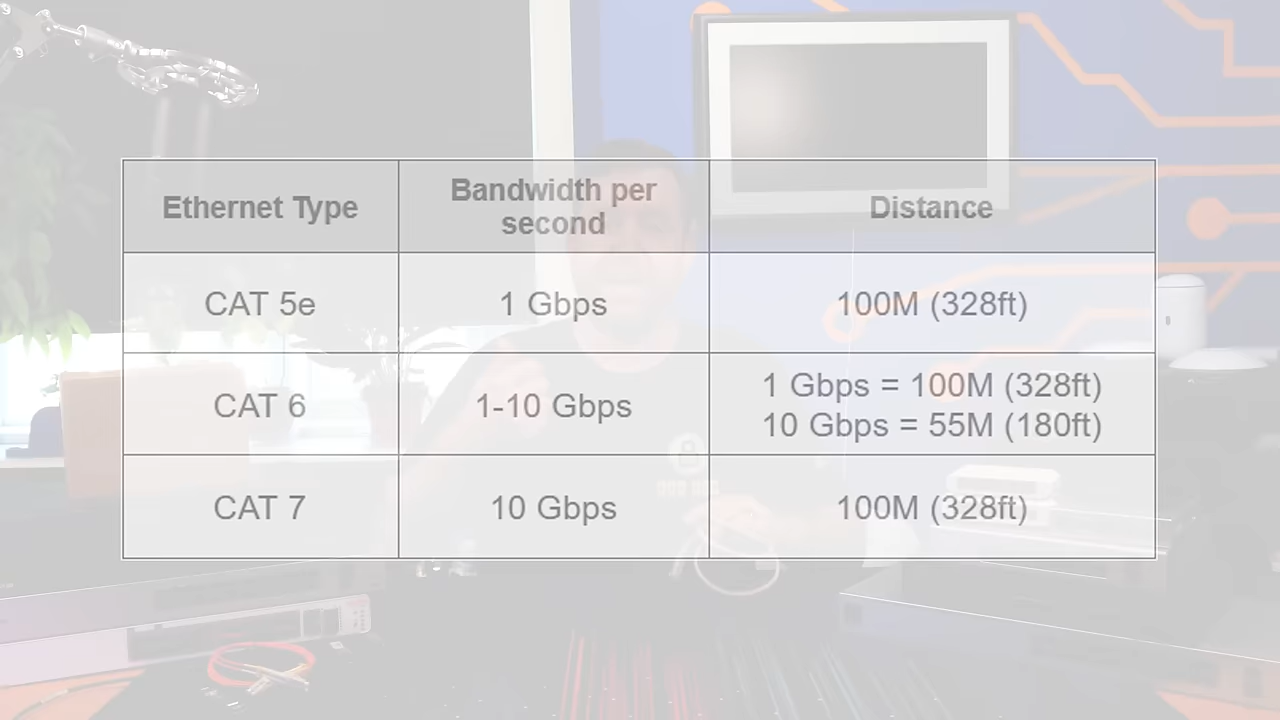 Ethernet Type
Bandwidth per
second
Distance
CAT 5e
1 Gbps
100M (328ft)
CAT 6
1-10 Gbps
1 Gbps = 100M (328ft)
10 Gbps = 55M (180ft)
CAT 7
10 Gbps
100M (328ft)